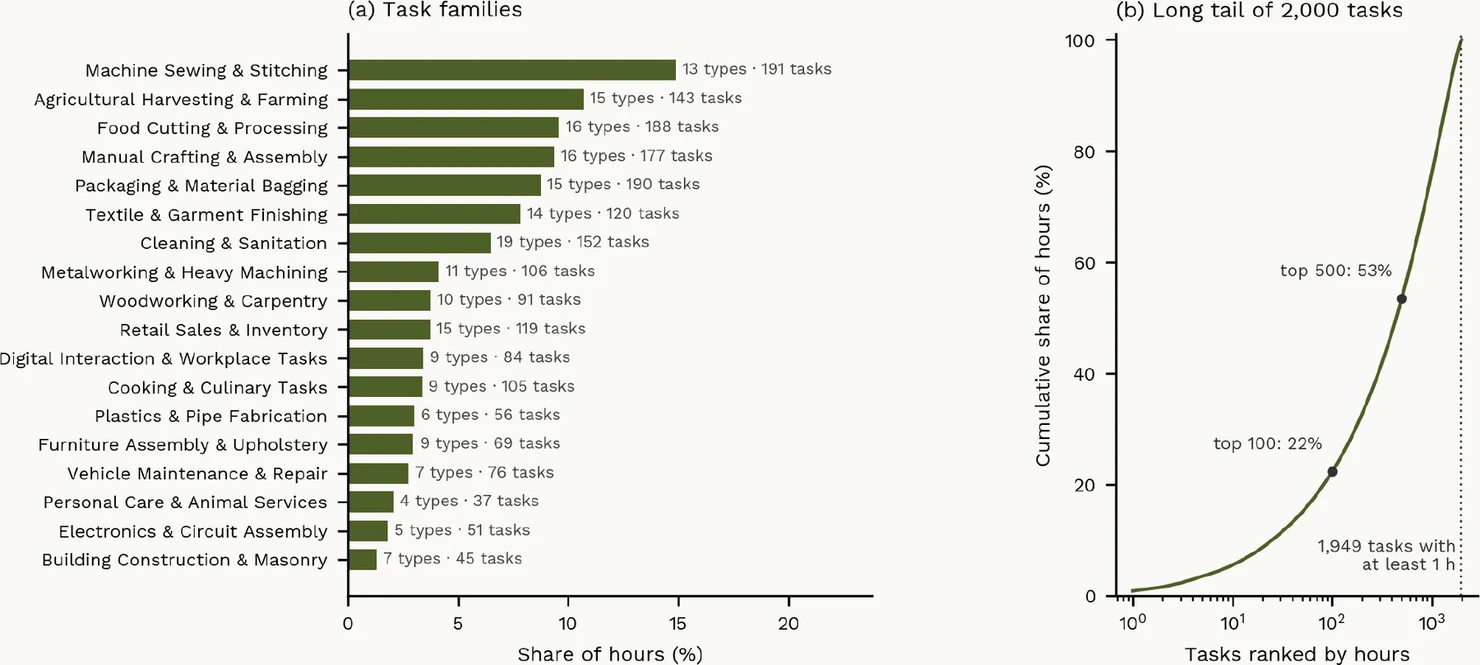 (a) Task families
Machine Sewing & Stitching
13 types · 191 tasks
Agricultural Harvesting & Farming
15 types · 143 tasks
Food Cutting & Processing
16 types · 188 tasks
Manual Crafting & Assembly
16 types · 177 tasks
Packaging & Material Bagging
15 types · 190 tasks
Textile & Garment Finishing
14 types · 120 tasks
Cleaning & Sanitation
19 types · 152 tasks
Metalworking & Heavy Machining
11 types · 106 tasks
Woodworking & Carpentry
10 types · 91 tasks
Retail Sales & Inventory
15 types · 119 tasks
Digital Interaction & Workplace Tasks
9 types · 84 tasks
Cooking & Culinary Tasks
9 types · 105 tasks
Plastics & Pipe Fabrication
6 types · 56 tasks
Furniture Assembly & Upholstery
9 types · 69 tasks
Vehicle Maintenance & Repair
7 types · 76 tasks
Personal Care & Animal Services
4 types · 37 tasks
Electronics & Circuit Assembly
5 types · 51 tasks
Building Construction & Masonry
7 types · 45 tasks
0 5 10 15 20
Share of hours (%)
(b) Long tail of 2,000 tasks
Cumulative share of hours (%)
100
80
60
40
20
0
top 500: 53%
top 100: 22%
1,949 tasks with
at least 1 h
10⁰ 10¹ 10² 10³
Tasks ranked by hours